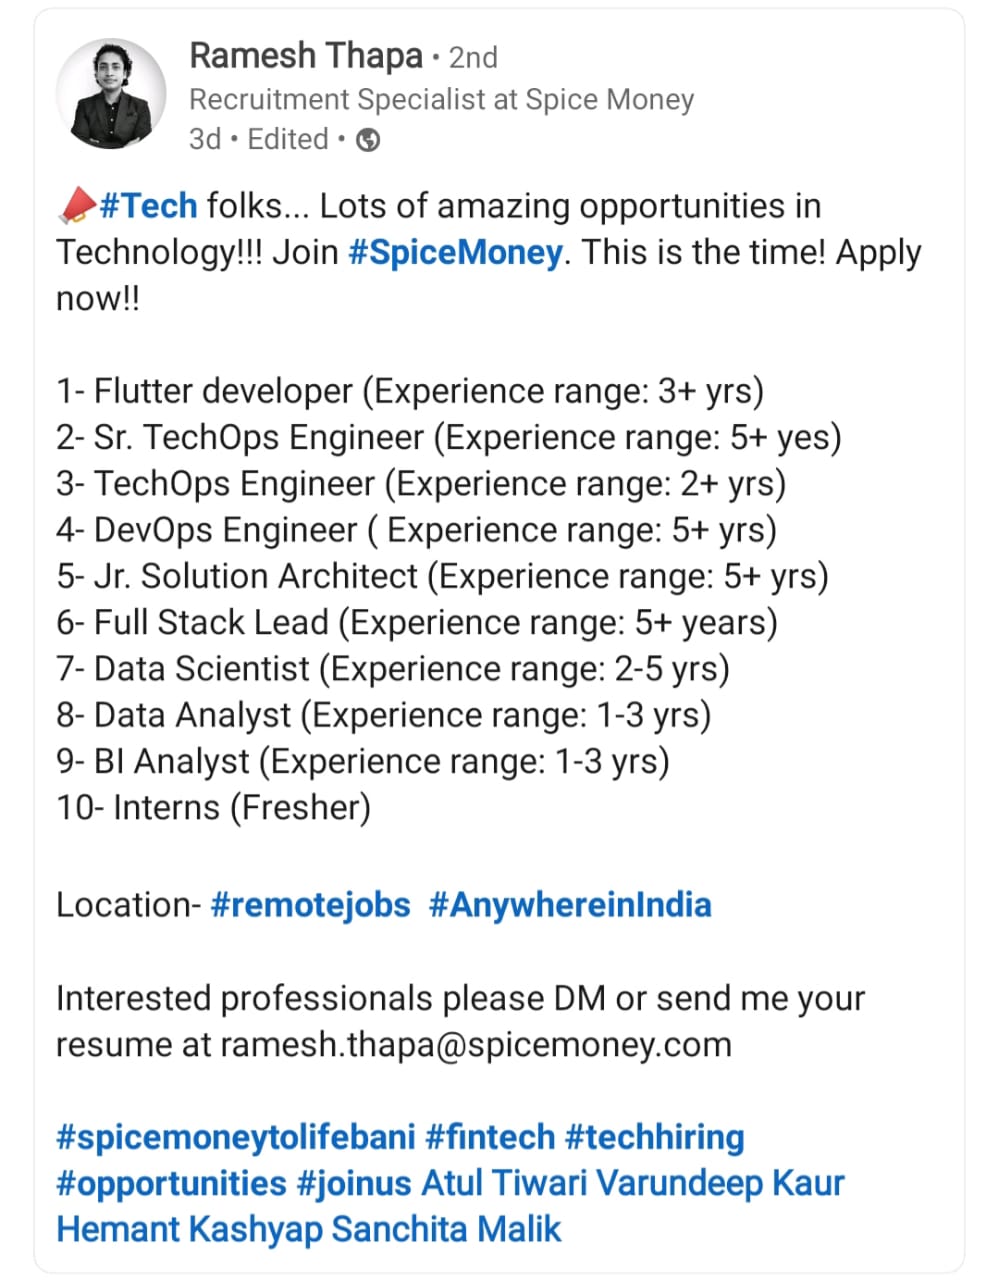 Ramesh Thapa • 2nd
Recruitment Specialist at Spice Money
3d • Edited •
#Tech folks... Lots of amazing opportunities in
Technology!!! Join #SpiceMoney. This is the time! Apply
now!!
1- Flutter developer (Experience range: 3+ yrs)
2- Sr. TechOps Engineer (Experience range: 5+ yes)
3- TechOps Engineer (Experience range: 2+ yrs)
4- DevOps Engineer ( Experience range: 5+ yrs)
5- Jr. Solution Architect (Experience range: 5+ yrs)
6- Full Stack Lead (Experience range: 5+ years)
7- Data Scientist (Experience range: 2-5 yrs)
8- Data Analyst (Experience range: 1-3 yrs)
9- BI Analyst (Experience range: 1-3 yrs)
10- Interns (Fresher)
Location- #remotejobs #AnywhereinIndia
Interested professionals please DM or send me your
resume at ramesh.thapa@spicemoney.com
#spicemoneytolifebani #fintech #techhiring
#opportunities #joinus Atul Tiwari Varundeep Kaur
Hemant Kashyap Sanchita Malik